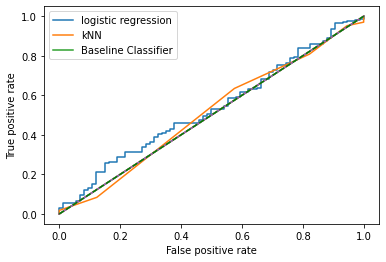 logistic regression
kNN
Baseline Classifier
True positive rate
1.0
0.8
0.6
0.4
0.2
0.0
0.0 0.2 0.4 0.6 0.8 1.0
False positive rate